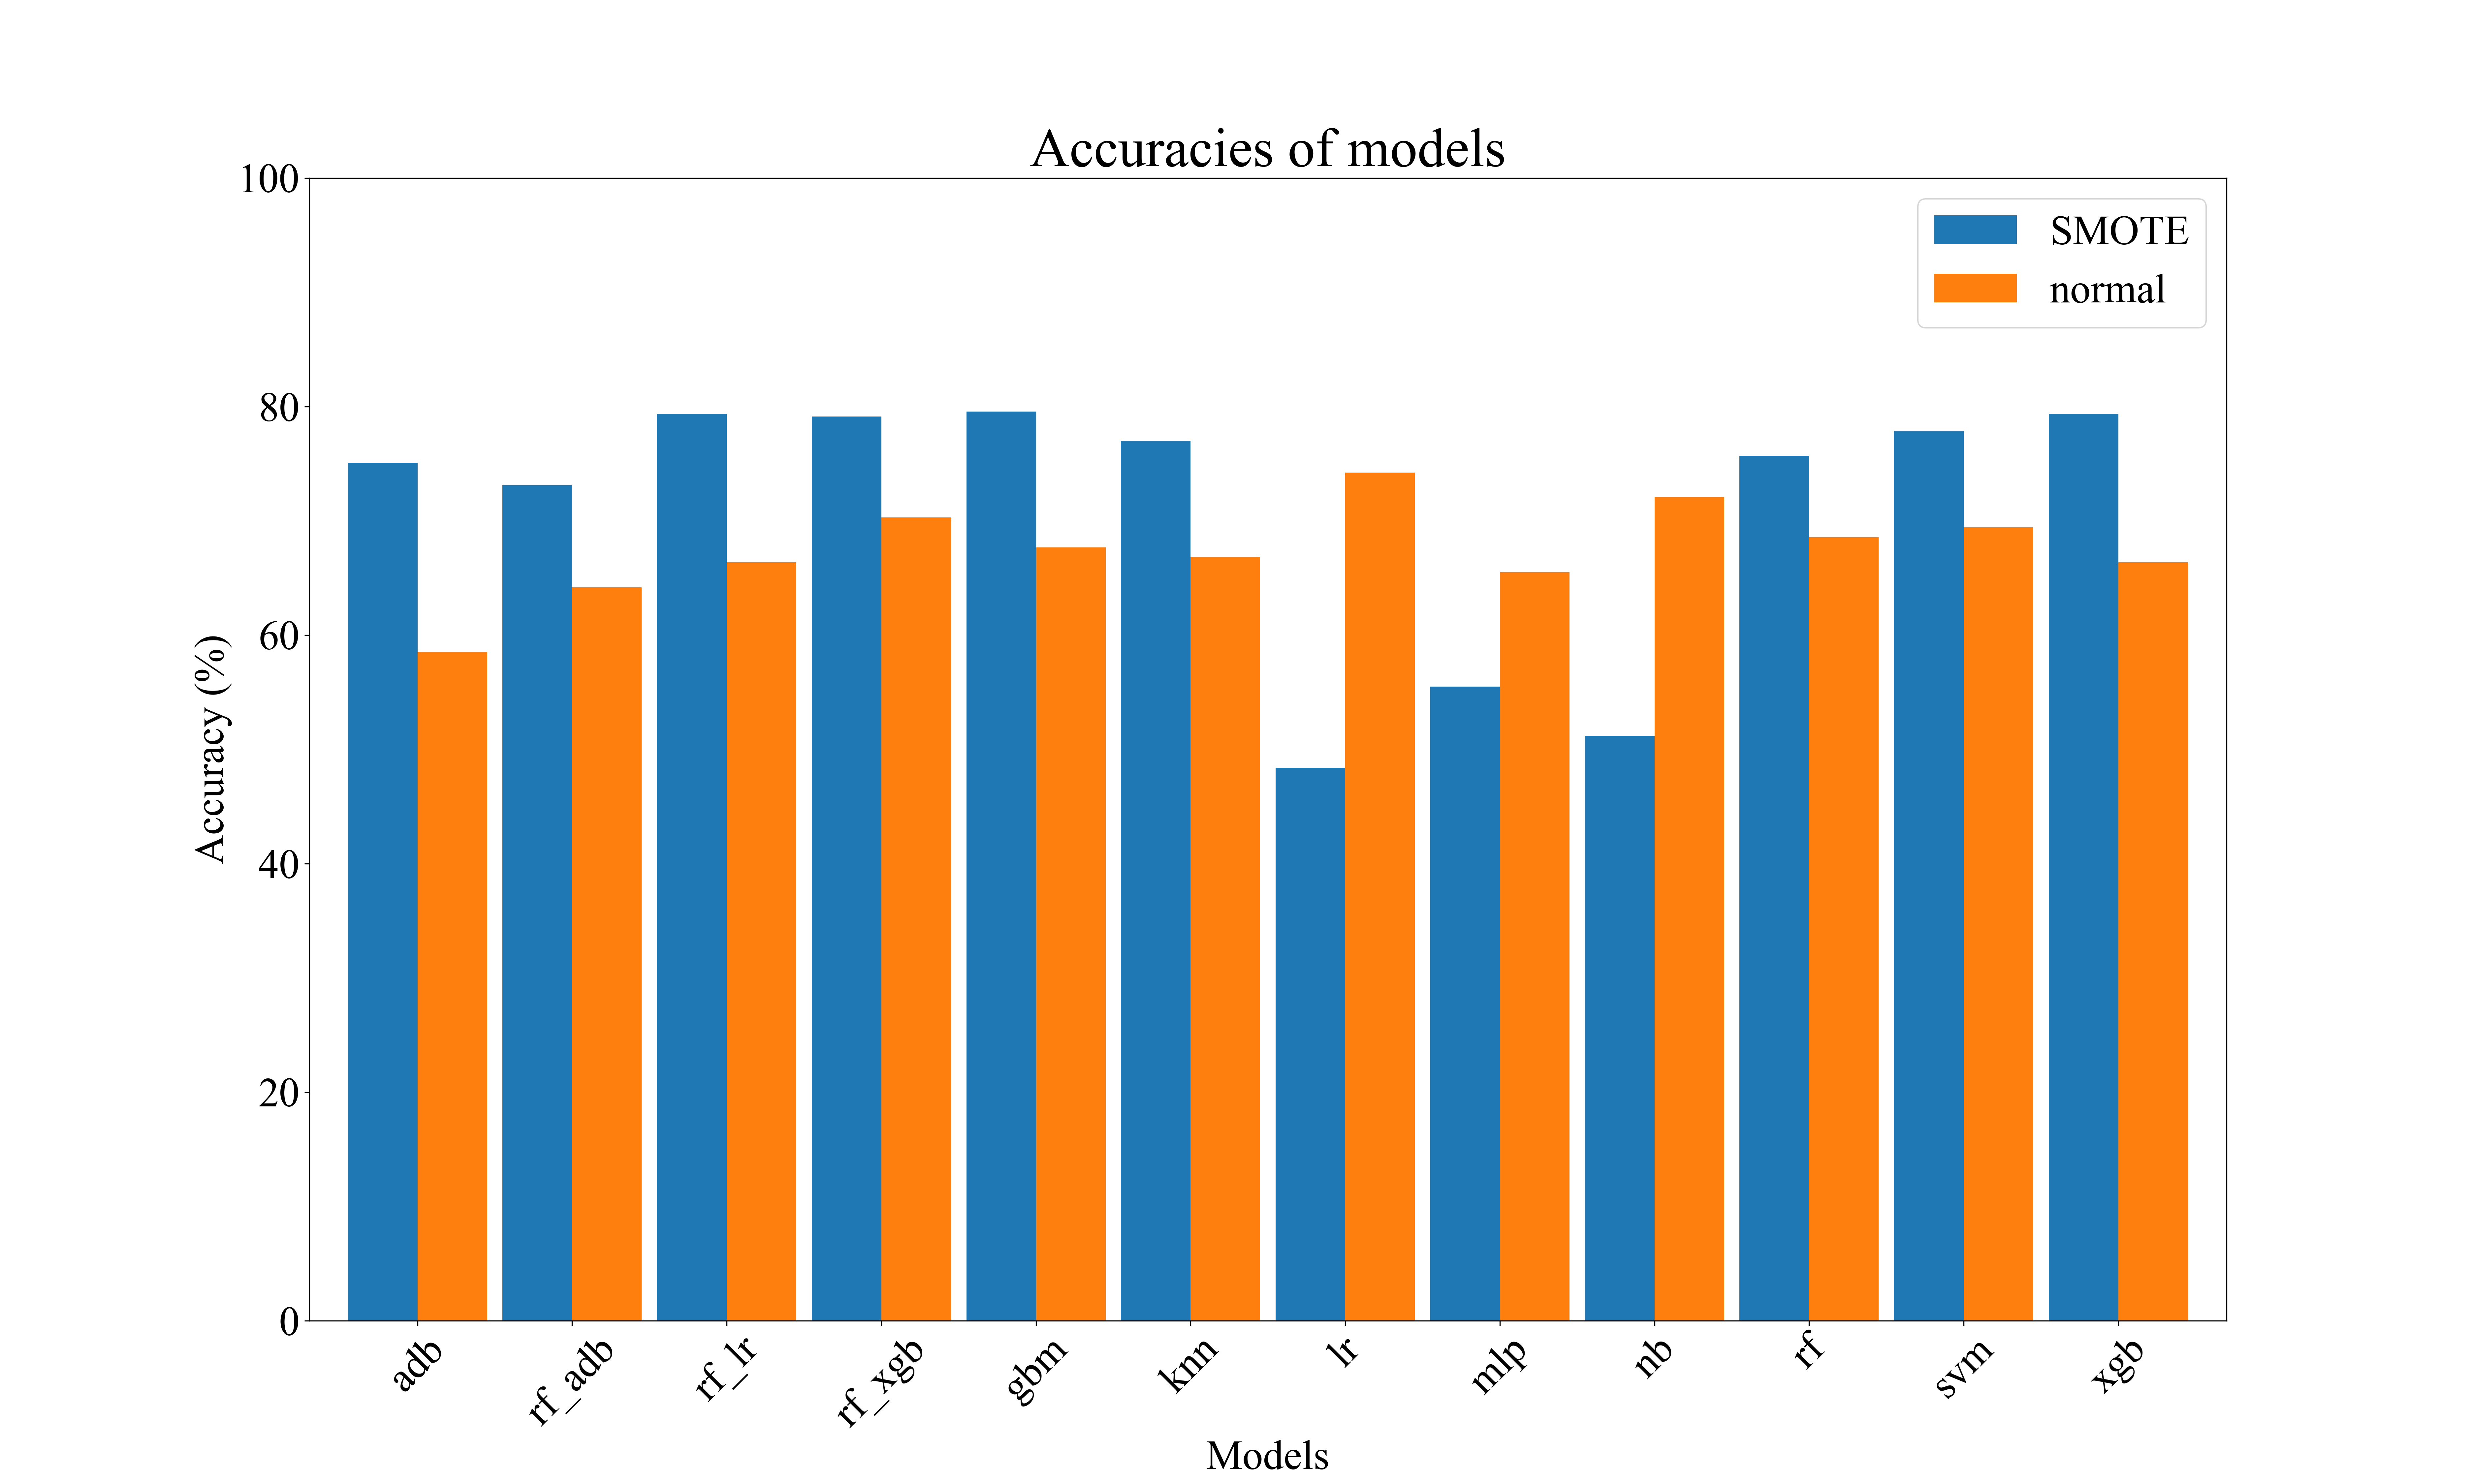 Accuracies of models
SMOTE
normal
Accuracy (%)
100
80
60
40
20
0
adb
rf_adb
rf_lr
rf_xgb
gbm
knn
lr
mlp
nb
rf
svm
xgb
Models